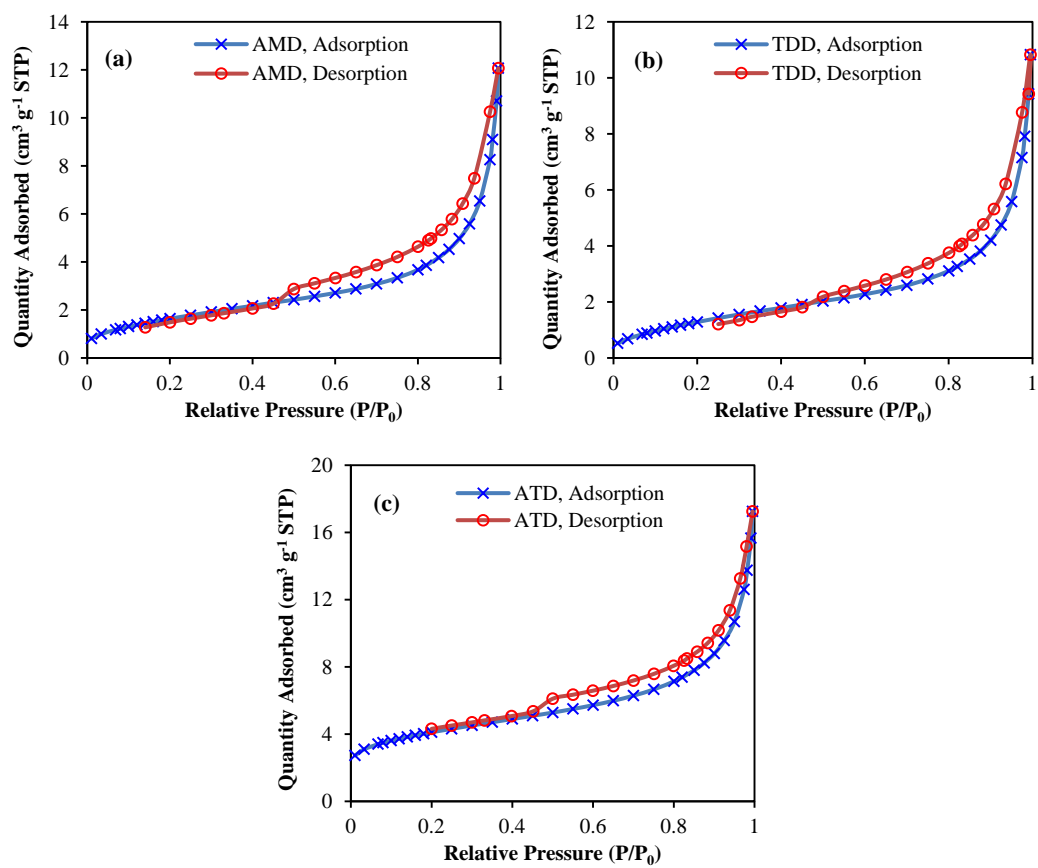 (a)
AMD, Adsorption
AMD, Desorption
Quantity Adsorbed (cm³ g⁻¹ STP)
14
12
10
8
6
4
2
0
0 0.2 0.4 0.6 0.8 1
Relative Pressure (P/P₀)
(b)
TDD, Adsorption
TDD, Desorption
Quantity Adsorbed (cm³ g⁻¹ STP)
12
10
8
6
4
2
0
0 0.2 0.4 0.6 0.8 1
Relative Pressure (P/P₀)
(c)
ATD, Adsorption
ATD, Desorption
Quantity Adsorbed (cm³ g⁻¹ STP)
20
16
12
8
4
0
0 0.2 0.4 0.6 0.8 1
Relative Pressure (P/P₀)